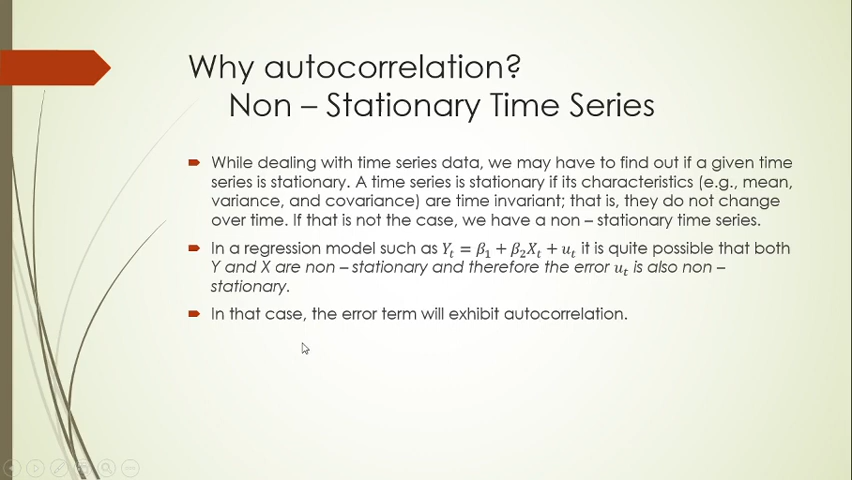 Why autocorrelation?
Non – Stationary Time Series
While dealing with time series data, we may have to find out if a given time
series is stationary. A time series is stationary if its characteristics (e.g., mean,
variance, and covariance) are time invariant; that is, they do not change
over time. If that is not the case, we have a non – stationary time series.
In a regression model such as 𝑌ₜ = 𝛽₁ + 𝛽₂𝑋ₜ + 𝑢ₜ it is quite possible that both
Y and X are non – stationary and therefore the error 𝑢ₜ is also non –
stationary.
In that case, the error term will exhibit autocorrelation.